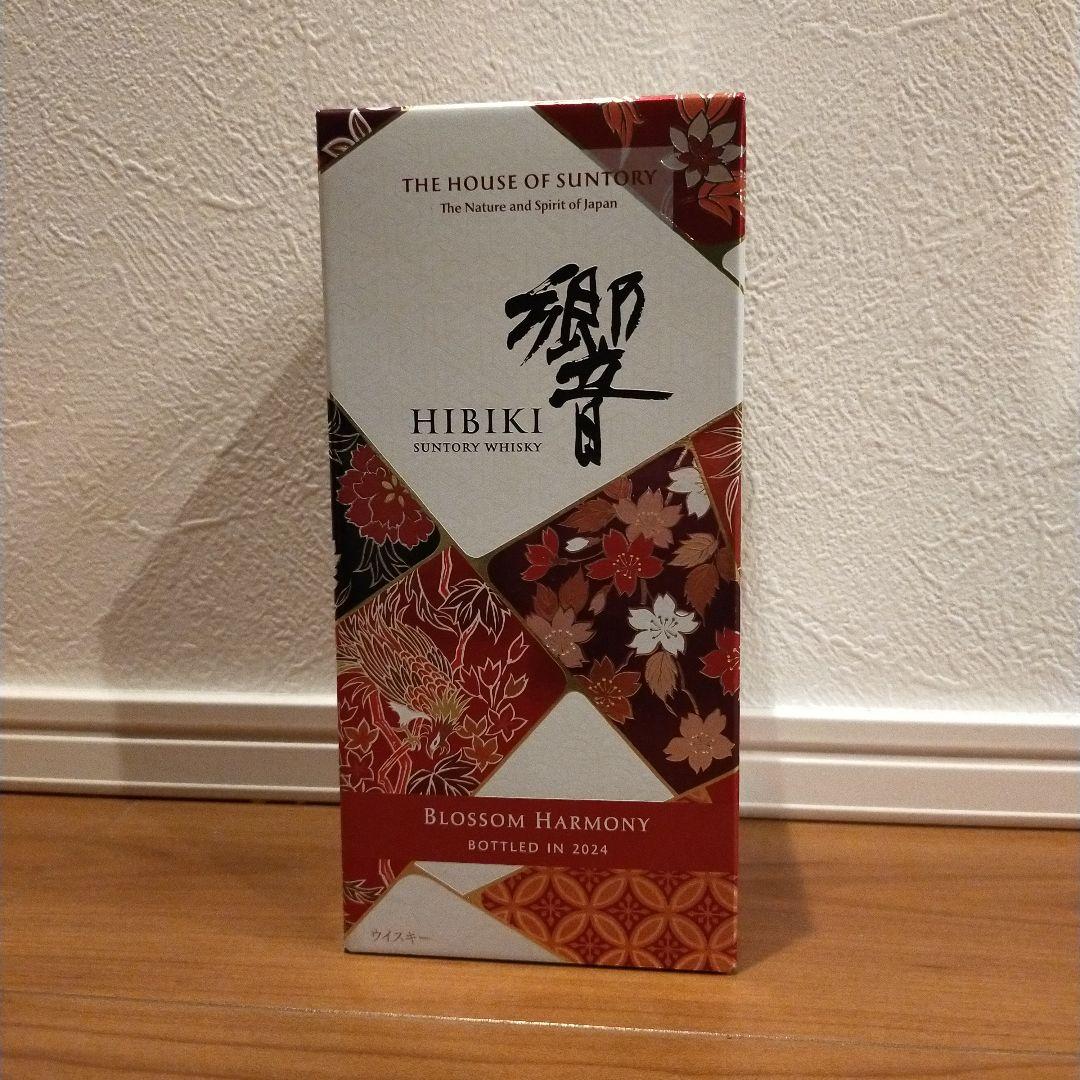 THE HOUSE OF SUNTORY
The Nature and Spirit of Japan
響
HIBIKI
SUNTORY WHISKY
BLOSSOM HARMONY
BOTTLED IN 2024
ウイスキー